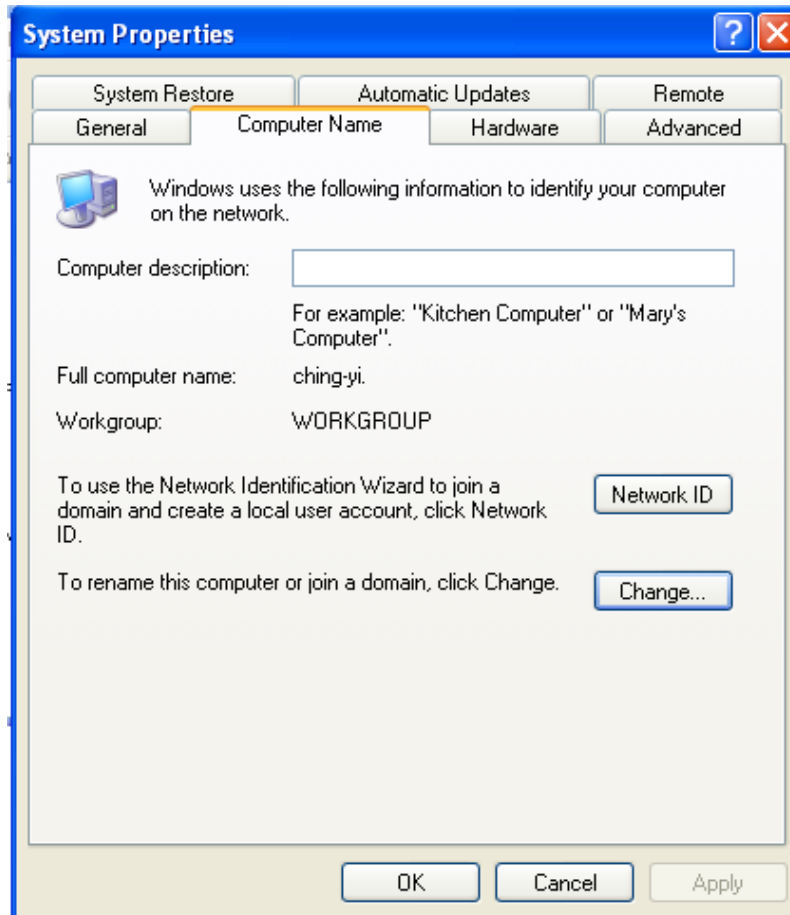 System Properties
System Restore
Automatic Updates
Remote
General
Computer Name
Hardware
Advanced
Windows uses the following information to identify your computer
on the network.
Computer description:
For example: "Kitchen Computer" or "Mary's
Computer".
Full computer name:
ching-yi.
Workgroup:
WORKGROUP
To use the Network Identification Wizard to join a
domain and create a local user account, click Network
ID.
Network ID
To rename this computer or join a domain, click Change.
Change...
OK
Cancel
Apply